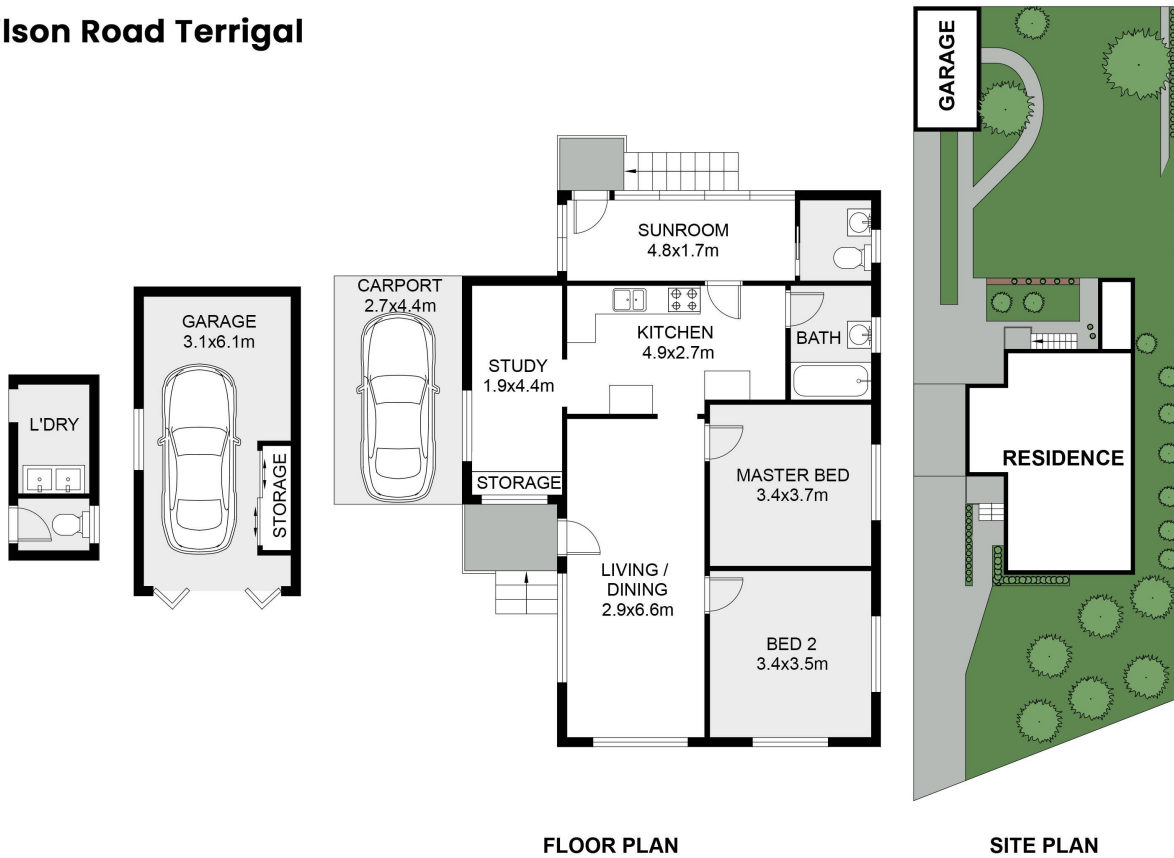 lson Road Terrigal
GARAGE
SUNROOM
4.8x1.7m
CARPORT
2.7x4.4m
GARAGE
3.1x6.1m
KITCHEN
4.9x2.7m
BATH
STUDY
1.9x4.4m
L'DRY
STORAGE
STORAGE
MASTER BED
3.4x3.7m
RESIDENCE
LIVING /
DINING
2.9x6.6m
BED 2
3.4x3.5m
FLOOR PLAN
SITE PLAN